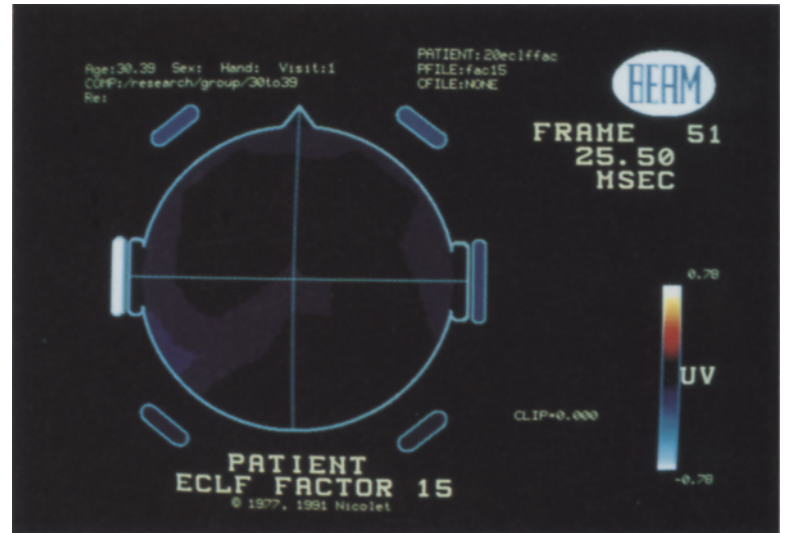 Age:30.39 Sex: Hand: Visit:1
COMP:/research/group/30to39
Re:
PATIENT:20eclffac
PFILE:fac15
CFILE:NONE
BEAM
FRAME 51
25.50
MSEC
0.78
UV
CLIP=0.000
-0.78
PATIENT
ECLF FACTOR 15
© 1977, 1991 Nicolet